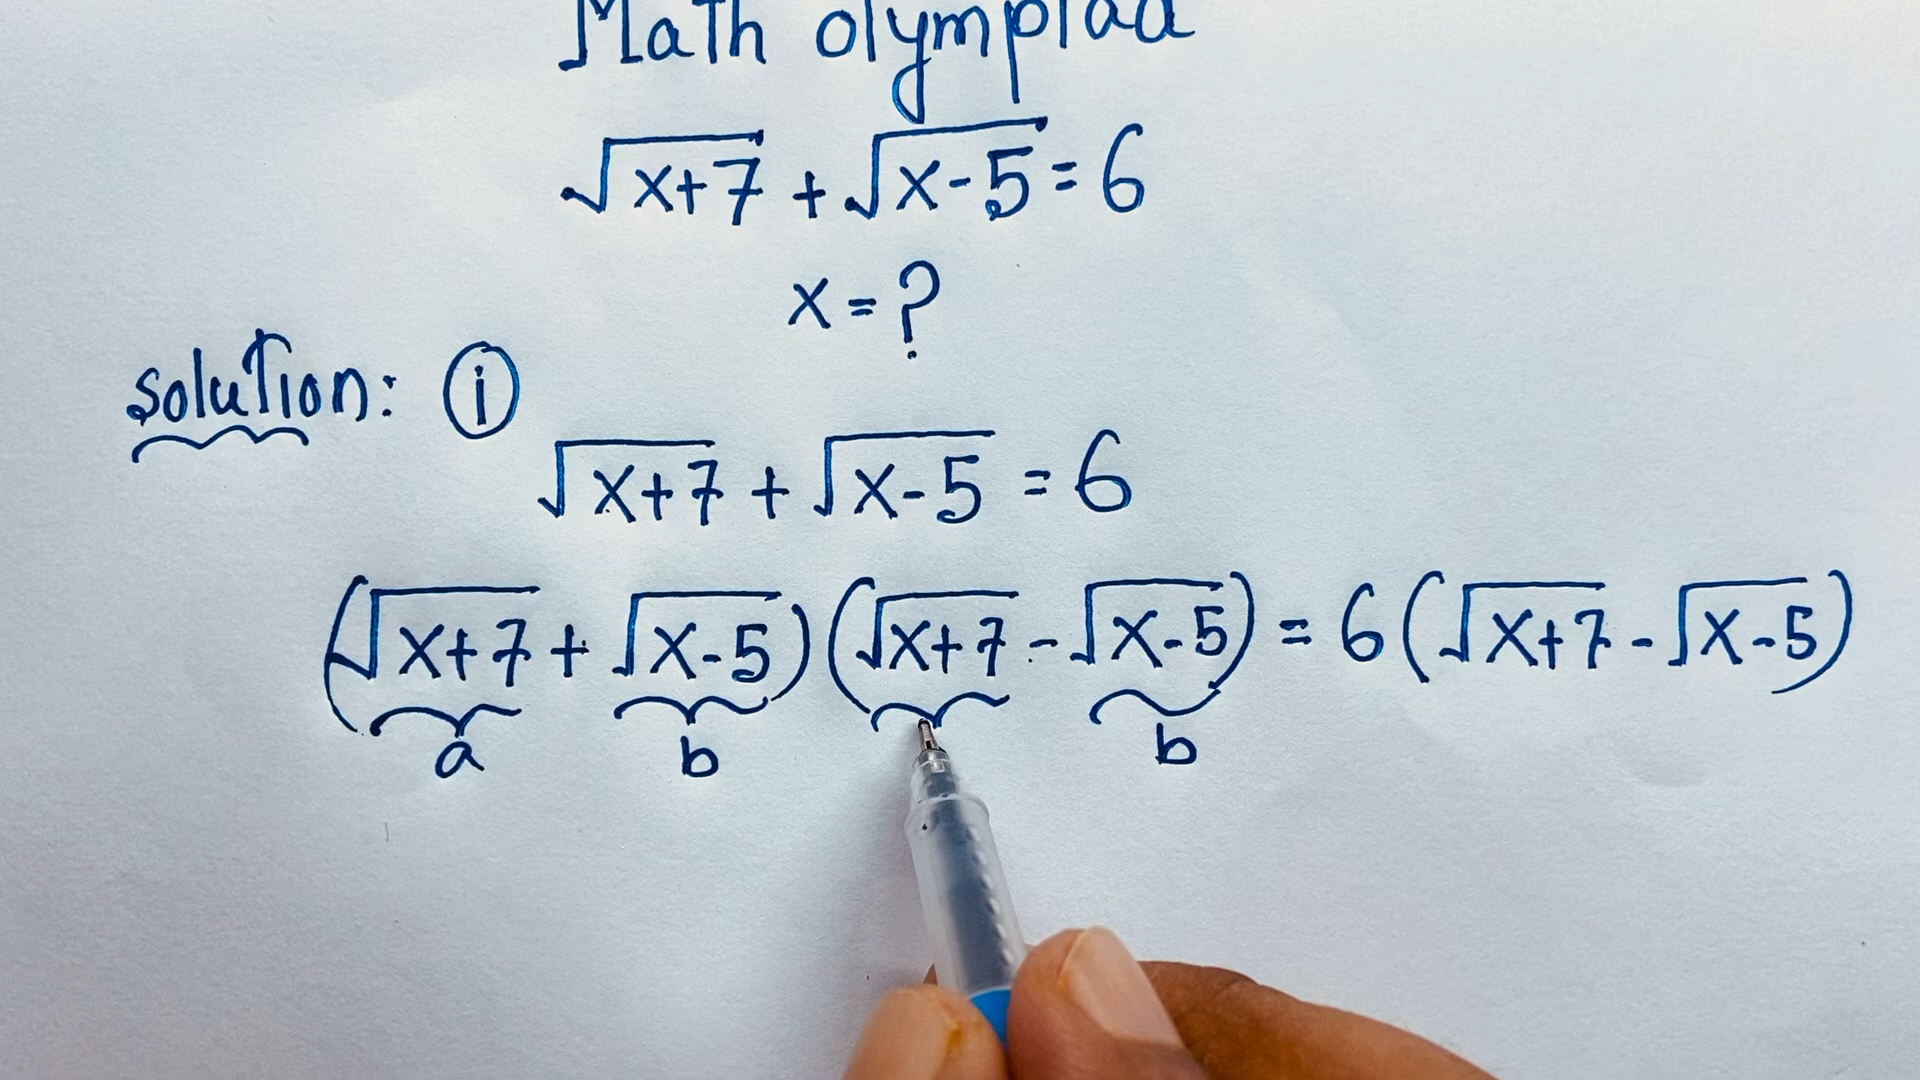 Math olympiad
√x+7 + √x-5 = 6
x = ?
solution: ⓘ
√x+7 + √x-5 = 6
(√x+7 + √x-5)(√x+7 - √x-5) = 6(√x+7 - √x-5)
a b b